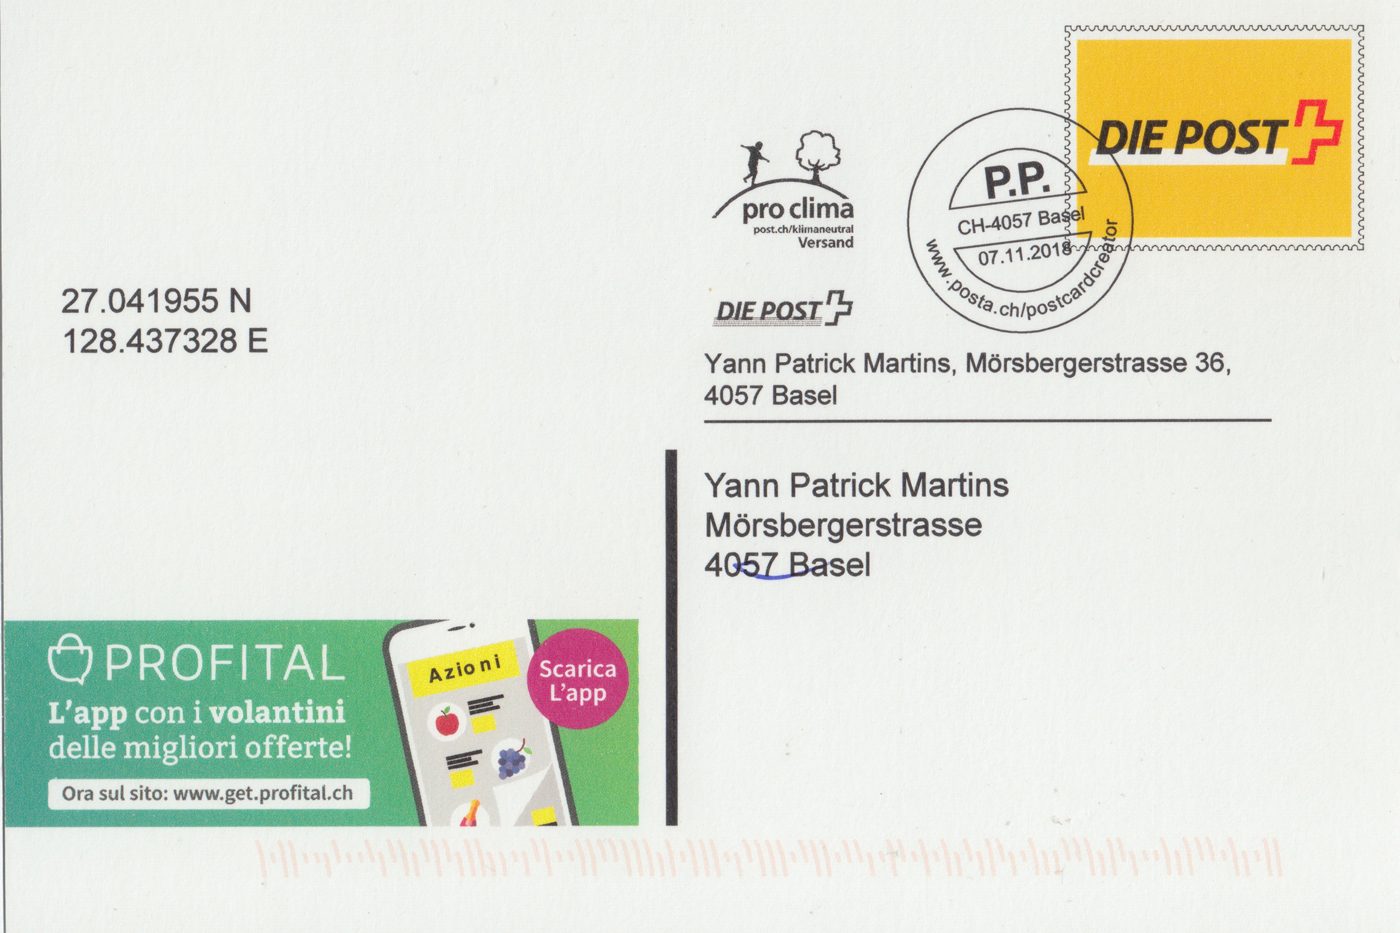 DIE POST
P.P.
CH-4057 Basel
07.11.2018
www.posta.ch/postcardcreator
pro clima
post.ch/klimaneutral
Versand
DIE POST
Yann Patrick Martins, Mörsbergerstrasse 36,
4057 Basel
Yann Patrick Martins
Mörsbergerstrasse
4057 Basel
27.041955 N
128.437328 E
PROFITAL
L'app con i volantini
delle migliori offerte!
Ora sul sito: www.get.profital.ch
Azioni
Scarica
L'app